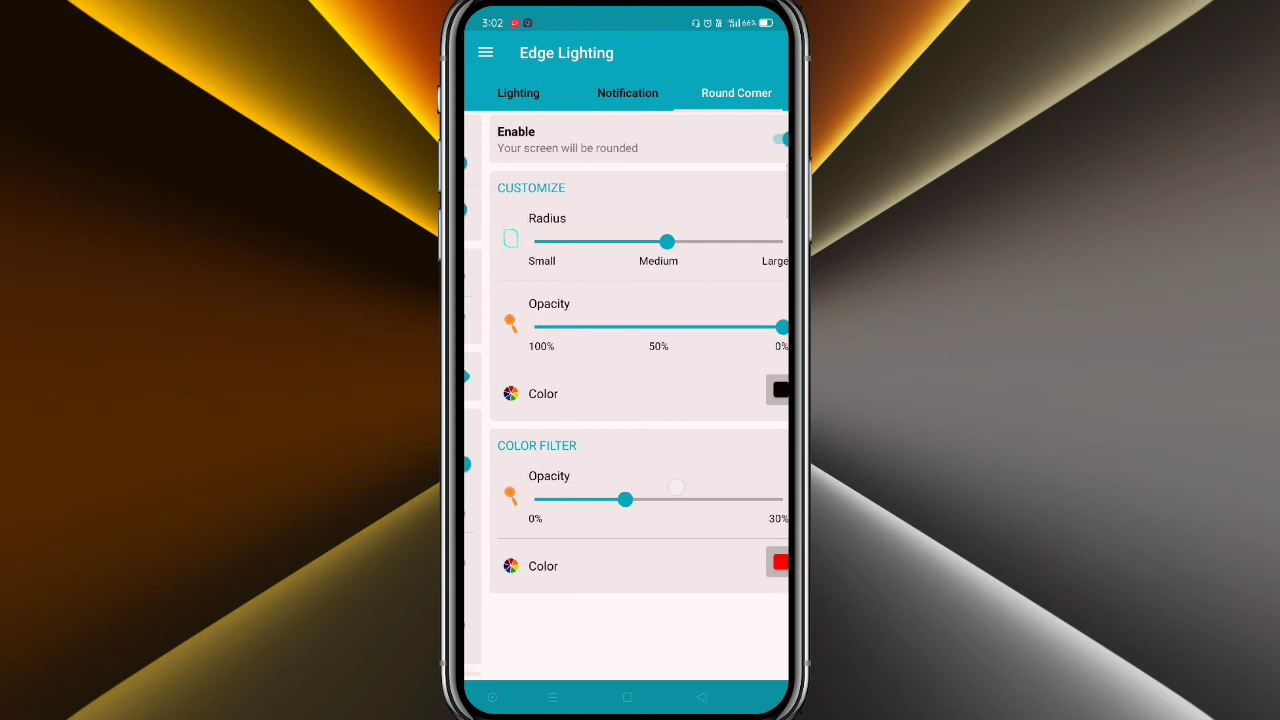 3:02
66%
Edge Lighting
Lighting Notification Round Corner
Enable
Your screen will be rounded
CUSTOMIZE
Radius
Small Medium Large
Opacity
100% 50% 0%
Color
COLOR FILTER
Opacity
0% 30%
Color